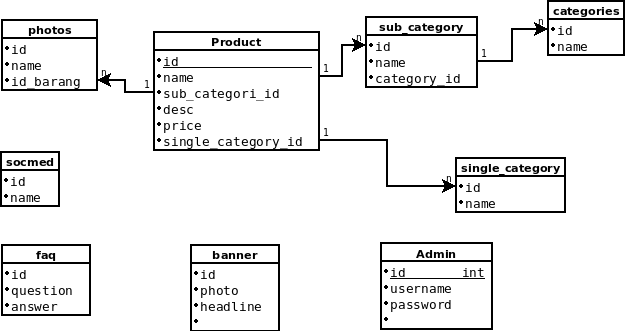 photos
id
name
id_barang
n
1
Product
id
name
sub_categori_id
desc
price
single_category_id
1
n
sub_category
id
name
category_id
1
n
categories
id
name
1
n
single_category
id
name
socmed
id
name
faq
id
question
answer
banner
id
photo
headline
Admin
id int
username
password